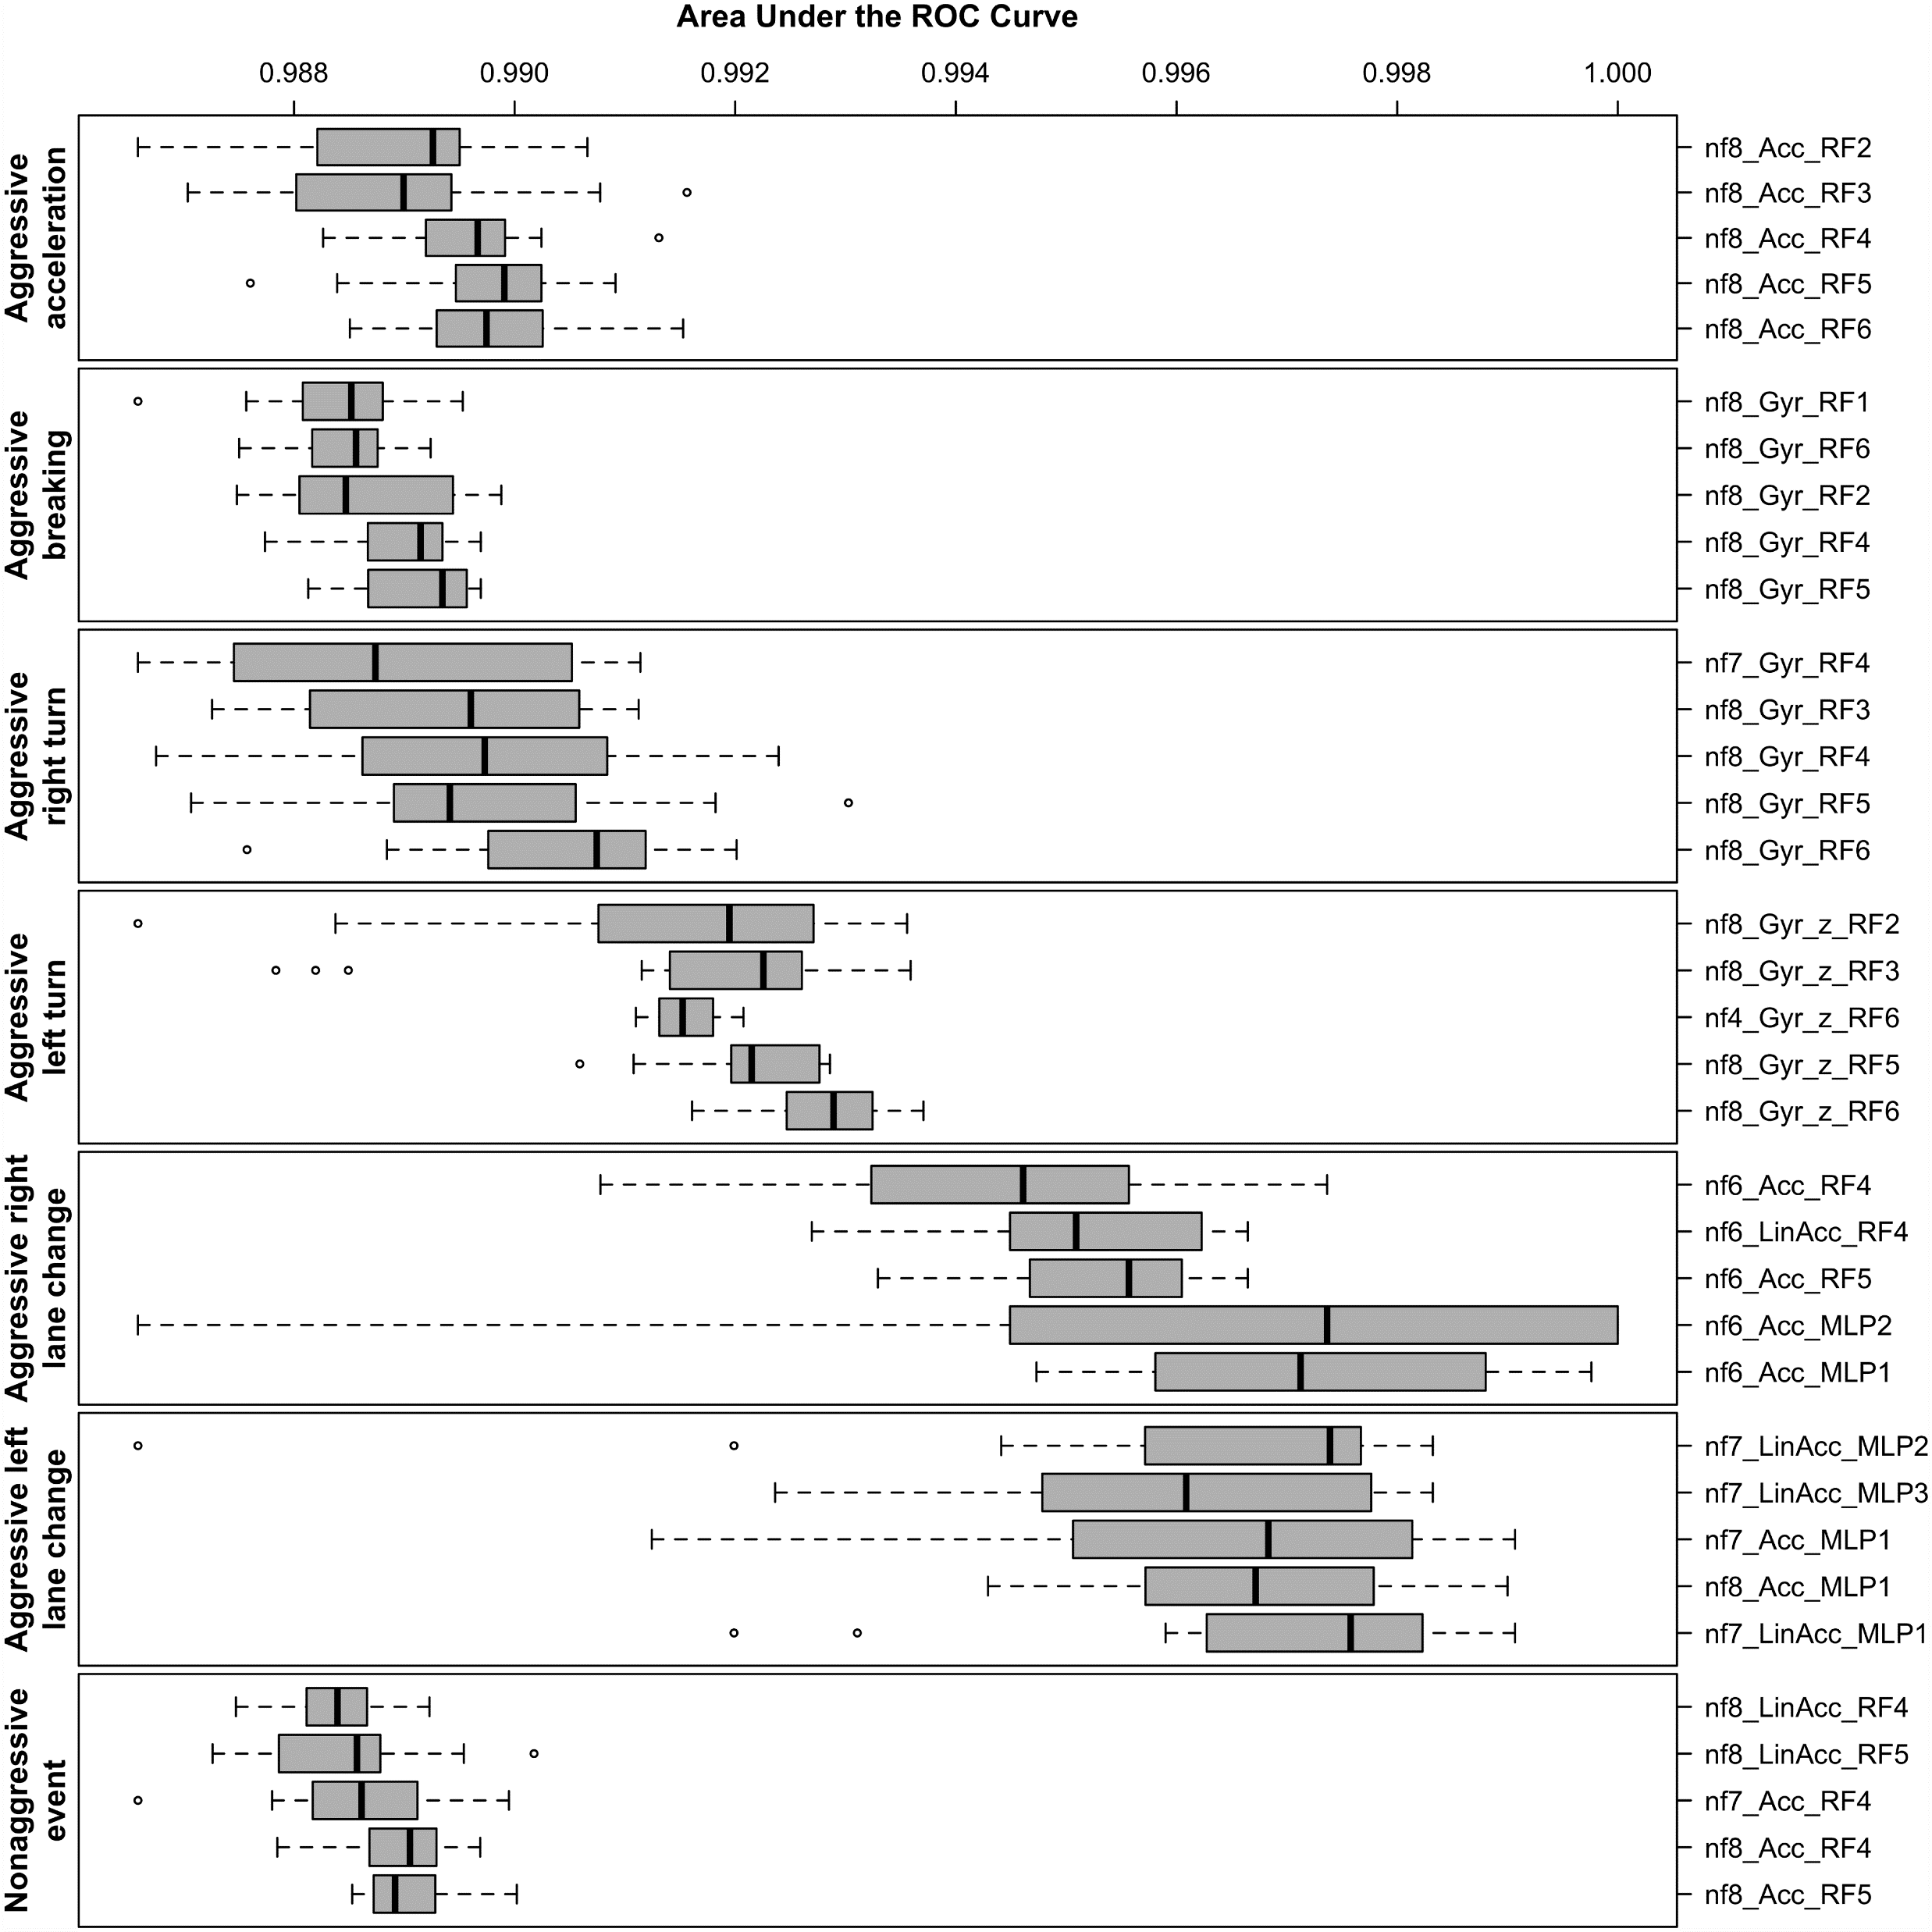 Area Under the ROC Curve
0.988 0.990 0.992 0.994 0.996 0.998 1.000
Aggressive
acceleration
nf8_Acc_RF2
nf8_Acc_RF3
nf8_Acc_RF4
nf8_Acc_RF5
nf8_Acc_RF6
Aggressive
breaking
nf8_Gyr_RF1
nf8_Gyr_RF6
nf8_Gyr_RF2
nf8_Gyr_RF4
nf8_Gyr_RF5
Aggressive
right turn
nf7_Gyr_RF4
nf8_Gyr_RF3
nf8_Gyr_RF4
nf8_Gyr_RF5
nf8_Gyr_RF6
Aggressive
left turn
nf8_Gyr_z_RF2
nf8_Gyr_z_RF3
nf4_Gyr_z_RF6
nf8_Gyr_z_RF5
nf8_Gyr_z_RF6
Aggressive right
lane change
nf6_Acc_RF4
nf6_LinAcc_RF4
nf6_Acc_RF5
nf6_Acc_MLP2
nf6_Acc_MLP1
Aggressive left
lane change
nf7_LinAcc_MLP2
nf7_LinAcc_MLP3
nf7_Acc_MLP1
nf8_Acc_MLP1
nf7_LinAcc_MLP1
Nonaggressive
event
nf8_LinAcc_RF4
nf8_LinAcc_RF5
nf7_Acc_RF4
nf8_Acc_RF4
nf8_Acc_RF5